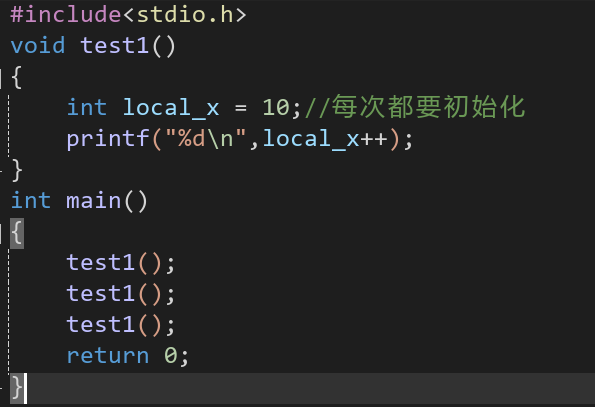 #include<stdio.h>
void test1()
{
    int local_x = 10;//每次都要初始化
    printf("%d\n",local_x++);
}
int main()
{
    test1();
    test1();
    test1();
    return 0;
}